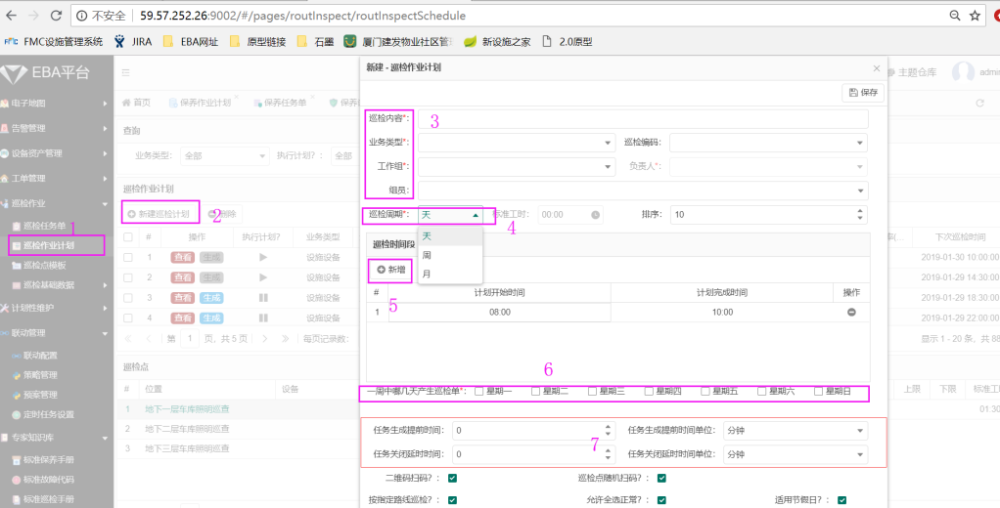 不安全 59.57.252.26:9002/#/pages/routInspect/routInspectSchedule
FMC FMC设施管理系统 JIRA EBA网址 原型链接 石墨 厦门建发物业社区管 新设施之家 2.0原型
EBA平台
电子地图
告警管理
设备资产管理
工单管理
巡检作业
巡检任务单
巡检作业计划
巡检点模板
巡检基础数据
计划性维护
联动管理
联动配置
策略管理
预案管理
定时任务设置
专家知识库
标准保养手册
标准故障代码
标准巡检手册
1
首页 保养作业计划 保养任务单 保养
主题仓库 admin
查询
业务类型： 全部 执行计划?： 全部
巡检作业计划
新建巡检计划 删除
2
# 操作 执行计划? 业务类型
1 查看 生成 设施设备
2 查看 生成 设施设备
3 查看 生成 设施设备
4 查看 生成 设施设备
第 1 页，共 5 页 每页记录数:
巡检点
# 位置 设备
1 地下一层车库照明巡查
2 地下二层车库照明巡查
3 地下三层车库照明巡查
新建 - 巡检作业计划
保存
巡检内容*：
3
业务类型*： 巡检编码：
工作组*： 负责人*：
组员：
巡检周期*： 天 标准工时： 00:00 排序： 10
4
天
周
月
巡检时间段
新增
5
# 计划开始时间 计划完成时间 操作
1 08:00 10:00
6
一周中哪几天产生巡检单*： 星期一 星期二 星期三 星期四 星期五 星期六 星期日
任务生成提前时间： 0 任务生成提前时间单位： 分钟
7
任务关闭延时时间： 0 任务关闭延时时间单位： 分钟
二维码扫码?： 巡检点随机扫码?：
按指定路线巡检?： 允许全选正常?： 适用节假日?：
下次巡检时间
2019-01-30 10:00:00
2019-01-29 14:30:00
2019-01-29 18:30:00
2019-01-29 22:00:00
显示 1 - 20 条，共 88
上限 下限 标准工时
01:30